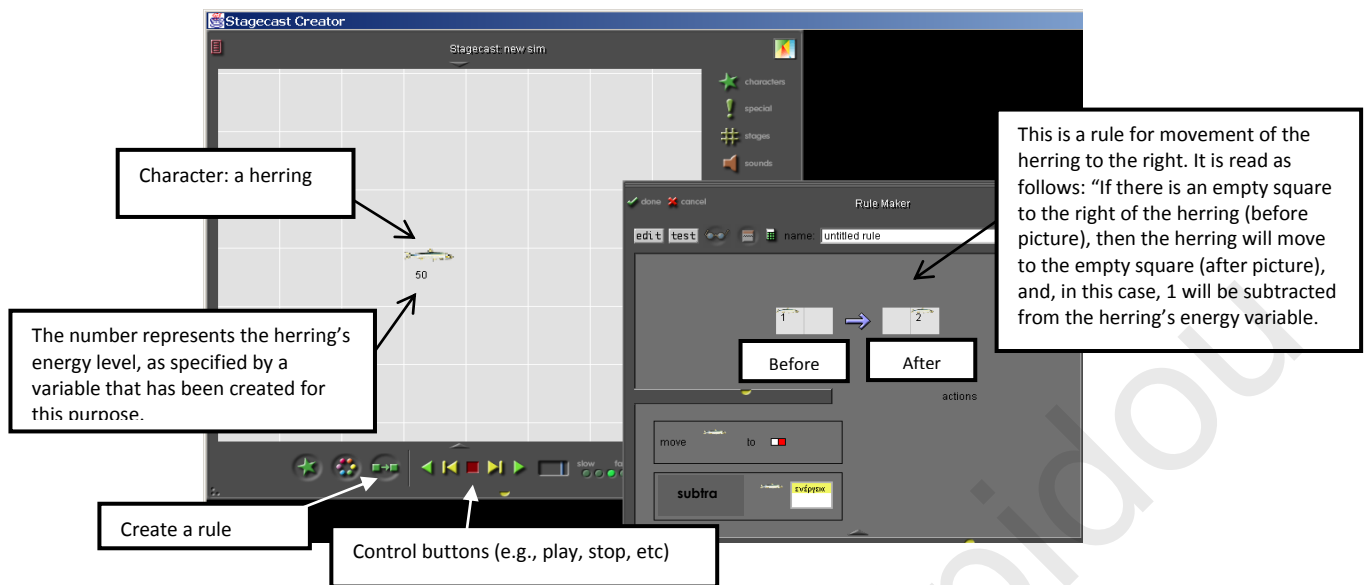 Stagecast Creator
Stagecast: new sim
characters
special
stages
sounds
Character: a herring
50
The number represents the herring's
energy level, as specified by a
variable that has been created for
this purpose.
This is a rule for movement of the
herring to the right. It is read as
follows: “If there is an empty square
to the right of the herring (before
picture), then the herring will move
to the empty square (after picture),
and, in this case, 1 will be subtracted
from the herring's energy variable.
done cancel
Rule Maker
edit test
name: untitled rule
1
2
Before
After
actions
move to
subtra
ενέργεια
slow
Create a rule
Control buttons (e.g., play, stop, etc)
pidou